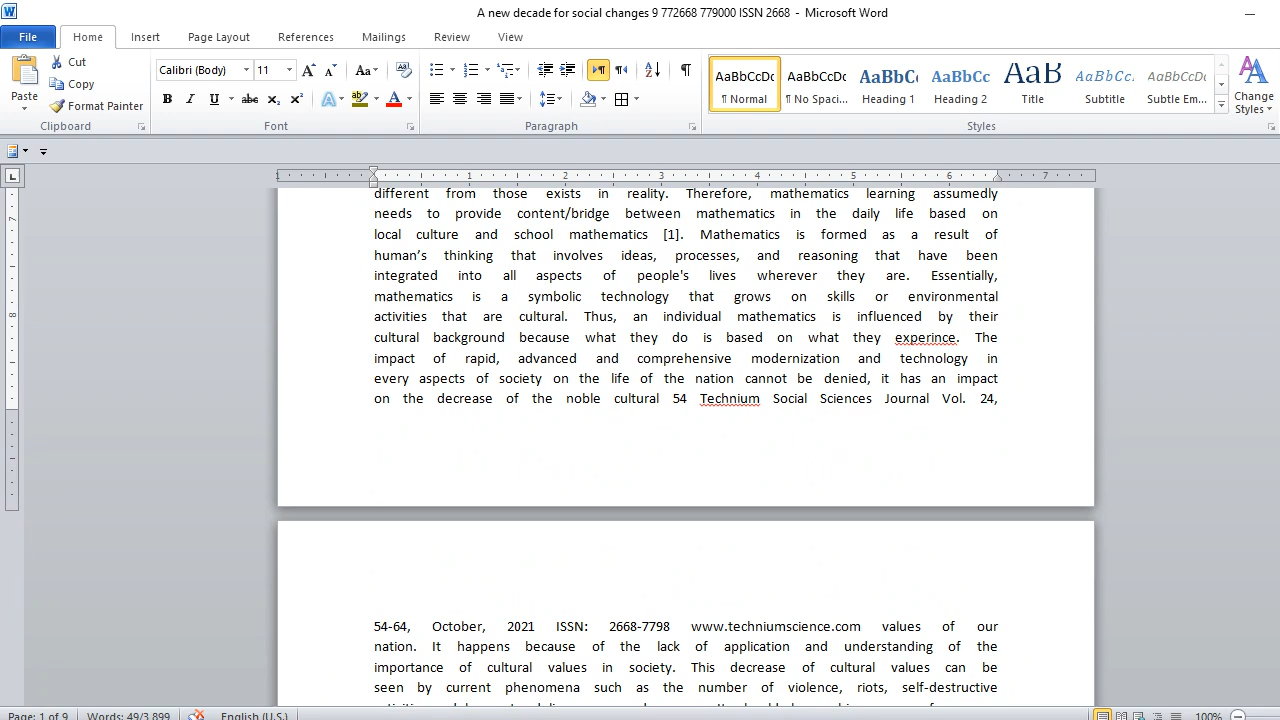 A new decade for social changes 9 772668 779000 ISSN 2668 - Microsoft Word
File Home Insert Page Layout References Mailings Review View
Paste
Cut
Copy
Format Painter
Clipboard
Calibri (Body) 11
Font
Paragraph
AaBbCcDc AaBbCcDc AaBbCc AaBbCc AaB AaBbCc. AaBbCcDa
¶ Normal ¶ No Spaci... Heading 1 Heading 2 Title Subtitle Subtle Em...
Change Styles
Styles
1 1 2 3 4 5 6 7
different from those exists in reality. Therefore, mathematics learning assumedly
needs to provide content/bridge between mathematics in the daily life based on
local culture and school mathematics [1]. Mathematics is formed as a result of
human’s thinking that involves ideas, processes, and reasoning that have been
integrated into all aspects of people's lives wherever they are. Essentially,
mathematics is a symbolic technology that grows on skills or environmental
activities that are cultural. Thus, an individual mathematics is influenced by their
cultural background because what they do is based on what they experince. The
impact of rapid, advanced and comprehensive modernization and technology in
every aspects of society on the life of the nation cannot be denied, it has an impact
on the decrease of the noble cultural 54 Technium Social Sciences Journal Vol. 24,
54-64, October, 2021 ISSN: 2668-7798 www.techniumscience.com values of our
nation. It happens because of the lack of application and understanding of the
importance of cultural values in society. This decrease of cultural values can be
seen by current phenomena such as the number of violence, riots, self-destructive
Page: 1 of 9 Words: 49/3,899 English (U.S.) 100%